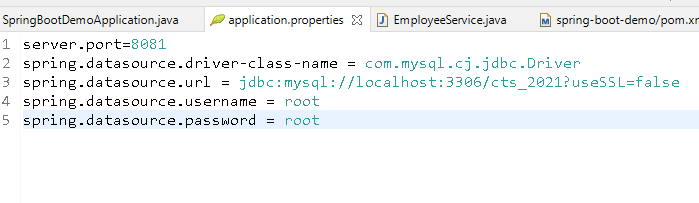 SpringBootDemoApplication.java application.properties EmployeeService.java spring-boot-demo/pom.xm
1 server.port=8081
2 spring.datasource.driver-class-name = com.mysql.cj.jdbc.Driver
3 spring.datasource.url = jdbc:mysql://localhost:3306/cts_2021?useSSL=false
4 spring.datasource.username = root
5 spring.datasource.password = root